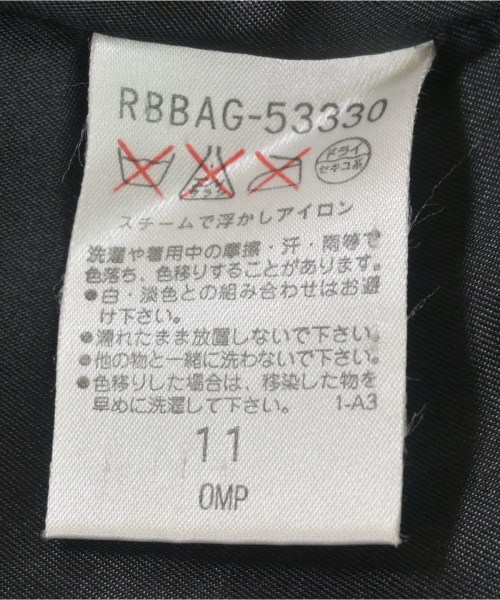 RBBAG-53330
エンソ
サラシ
ドライ
セキユ系
スチームで浮かしアイロン
洗濯や着用中の摩擦・汗・雨等で
色落ち、色移りすることがあります。
●白・淡色との組み合わせはお避
け下さい。
●濡れたまま放置しないで下さい。
●他の物と一緒に洗わないで下さい。
●色移りした場合は、移染した物を
早めに洗濯して下さい。 1-A3
11
OMP